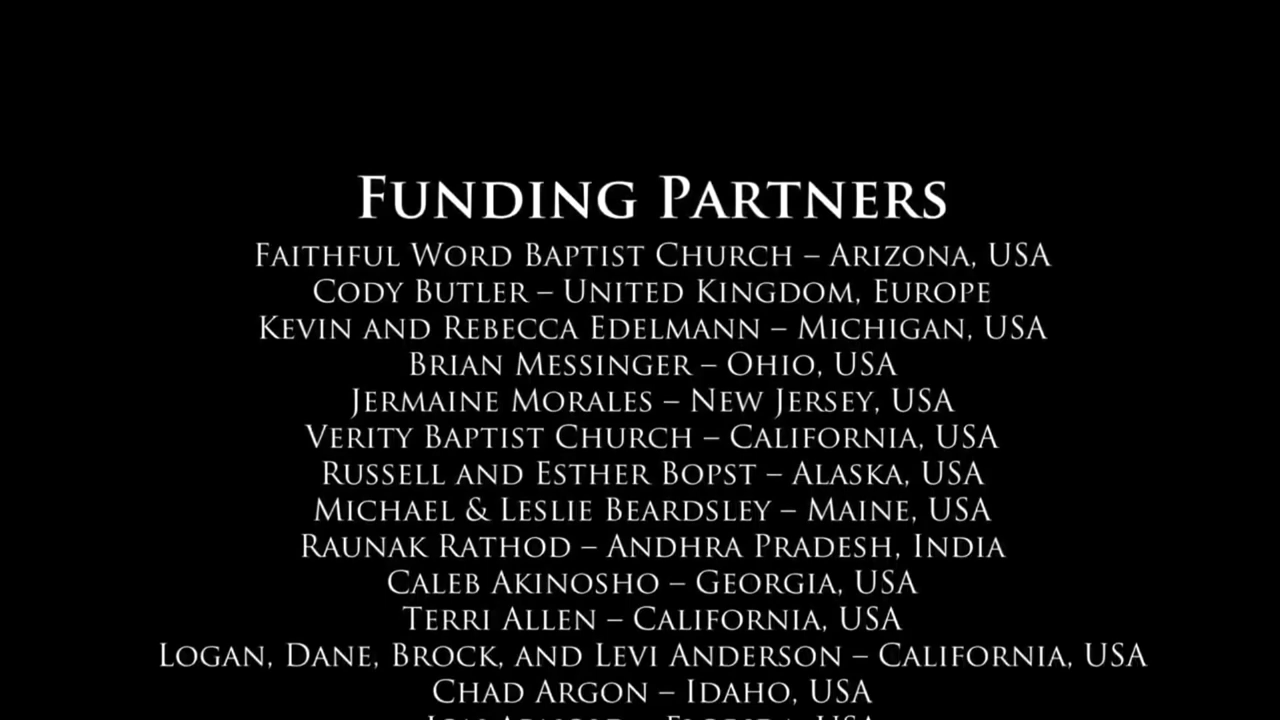 Funding Partners
Faithful Word Baptist Church – Arizona, USA
Cody Butler – United Kingdom, Europe
Kevin and Rebecca Edelmann – Michigan, USA
Brian Messinger – Ohio, USA
Jermaine Morales – New Jersey, USA
Verity Baptist Church – California, USA
Russell and Esther Bopst – Alaska, USA
Michael & Leslie Beardsley – Maine, USA
Raunak Rathod – Andhra Pradesh, India
Caleb Akinosho – Georgia, USA
Terri Allen – California, USA
Logan, Dane, Brock, and Levi Anderson – California, USA
Chad Argon – Idaho, USA
– Florida, USA